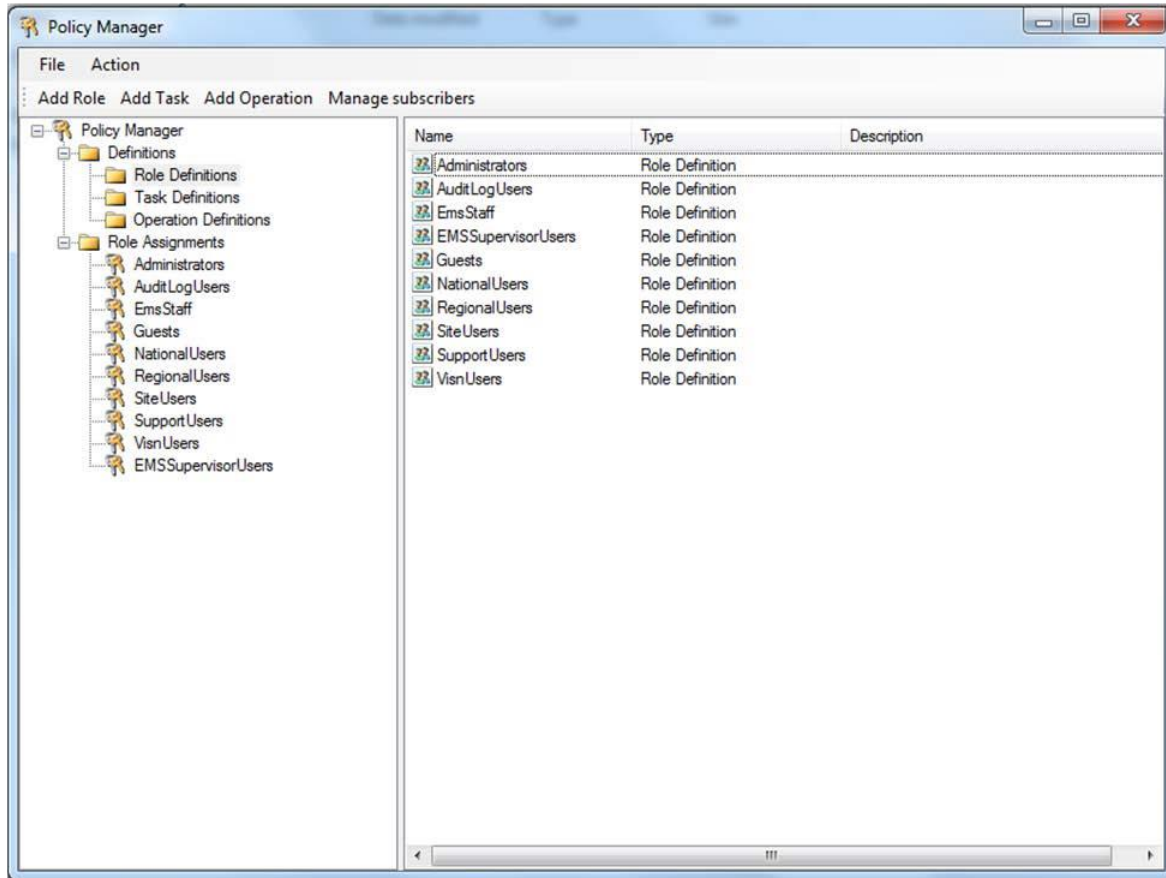 Policy Manager
File Action
Add Role Add Task Add Operation Manage subscribers
Policy Manager
Definitions
Role Definitions
Task Definitions
Operation Definitions
Role Assignments
Administrators
AuditLogUsers
EmsStaff
Guests
NationalUsers
RegionalUsers
SiteUsers
SupportUsers
VisnUsers
EMSSupervisorUsers
Name Type Description
Administrators Role Definition
AuditLogUsers Role Definition
EmsStaff Role Definition
EMSSupervisorUsers Role Definition
Guests Role Definition
NationalUsers Role Definition
RegionalUsers Role Definition
SiteUsers Role Definition
SupportUsers Role Definition
VisnUsers Role Definition